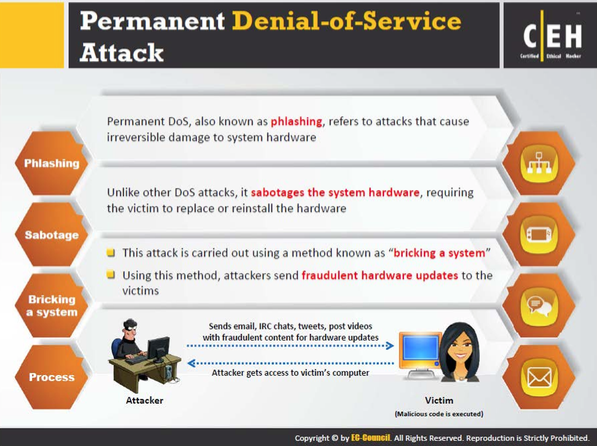 Permanent Denial-of-Service
Attack
C|EH
Certified Ethical Hacker
Phlashing
Permanent DoS, also known as phlashing, refers to attacks that cause
irreversible damage to system hardware
Sabotage
Unlike other DoS attacks, it sabotages the system hardware, requiring
the victim to replace or reinstall the hardware
Bricking
a system
This attack is carried out using a method known as “bricking a system”
Using this method, attackers send fraudulent hardware updates to the
victims
Process
Sends email, IRC chats, tweets, post videos
with fraudulent content for hardware updates
Attacker gets access to victim’s computer
Attacker
Victim
(Malicious code is executed)
Copyright © by EC-Council. All Rights Reserved. Reproduction is Strictly Prohibited.